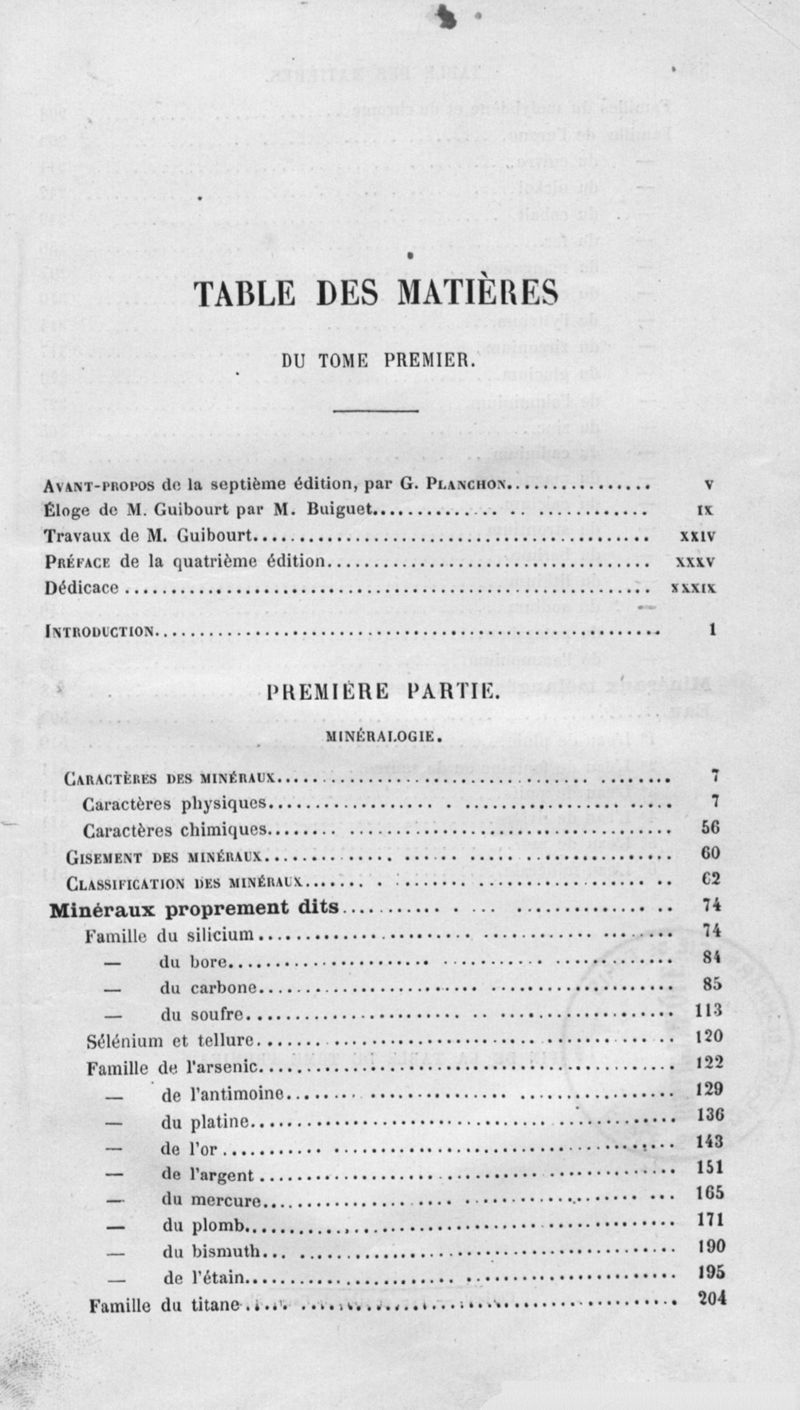 TABLE DES MATIÈRES
DU TOME PREMIER.
AVANT-PROPOS de la septième édition, par G. PLANCHON................ V
Éloge de M. Guibourt par M. Buiguet............................ IX
Travaux de M. Guibourt........................................ XXIV
PRÉFACE de la quatrième édition................................ XXXV
Dédicace ...................................................... XXXIX
INTRODUCTION................................................... 1
PREMIÈRE PARTIE.
MINÉRALOGIE.
CARACTÈRES DES MINÉRAUX........................................ 7
Caractères physiques........................................ 7
Caractères chimiques........................................ 56
GISEMENT DES MINÉRAUX.......................................... 60
CLASSIFICATION DES MINÉRAUX.................................... 62
Minéraux proprement dits....................................... 74
Famille du silicium......................................... 74
— du bore............................................. 84
— du carbone.......................................... 85
— du soufre........................................... 113
Sélénium et tellure......................................... 120
Famille de l'arsenic........................................ 122
— de l'antimoine...................................... 129
— du platine.......................................... 136
— de l'or ............................................ 143
— de l'argent ........................................ 151
— du mercure.......................................... 165
— du plomb............................................ 171
— du bismuth.......................................... 190
— de l'étain.......................................... 195
Famille du titane .......................................... 204